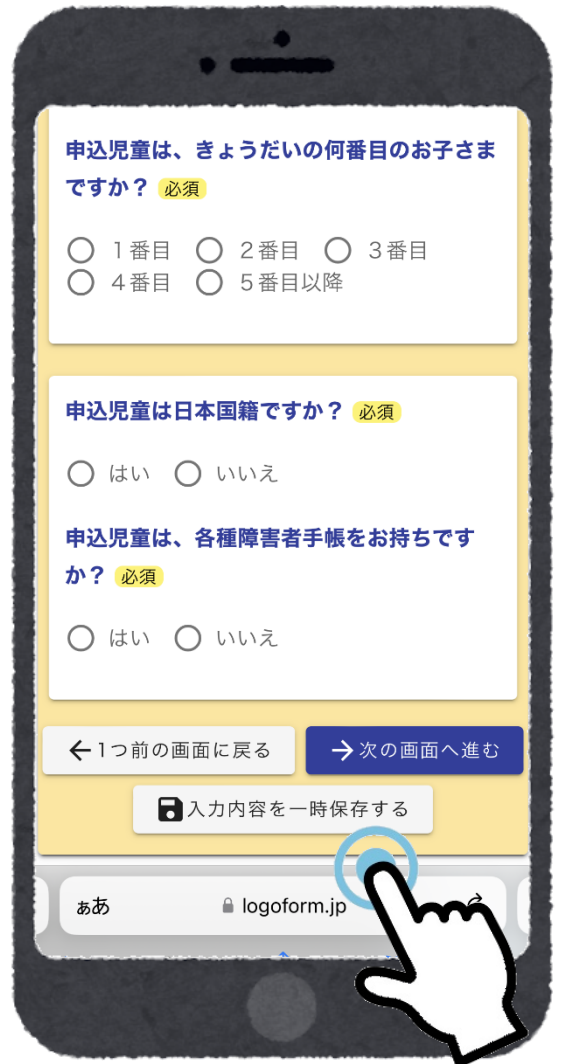 申込児童は、きょうだいの何番目のお子さま
ですか？ 必須
１番目 ２番目 ３番目
４番目 ５番目以降
申込児童は日本国籍ですか？ 必須
はい いいえ
申込児童は、各種障害者手帳をお持ちです
か？ 必須
はい いいえ
←1つ前の画面に戻る →次の画面へ進む
入力内容を一時保存する
ぁあ logoform.jp